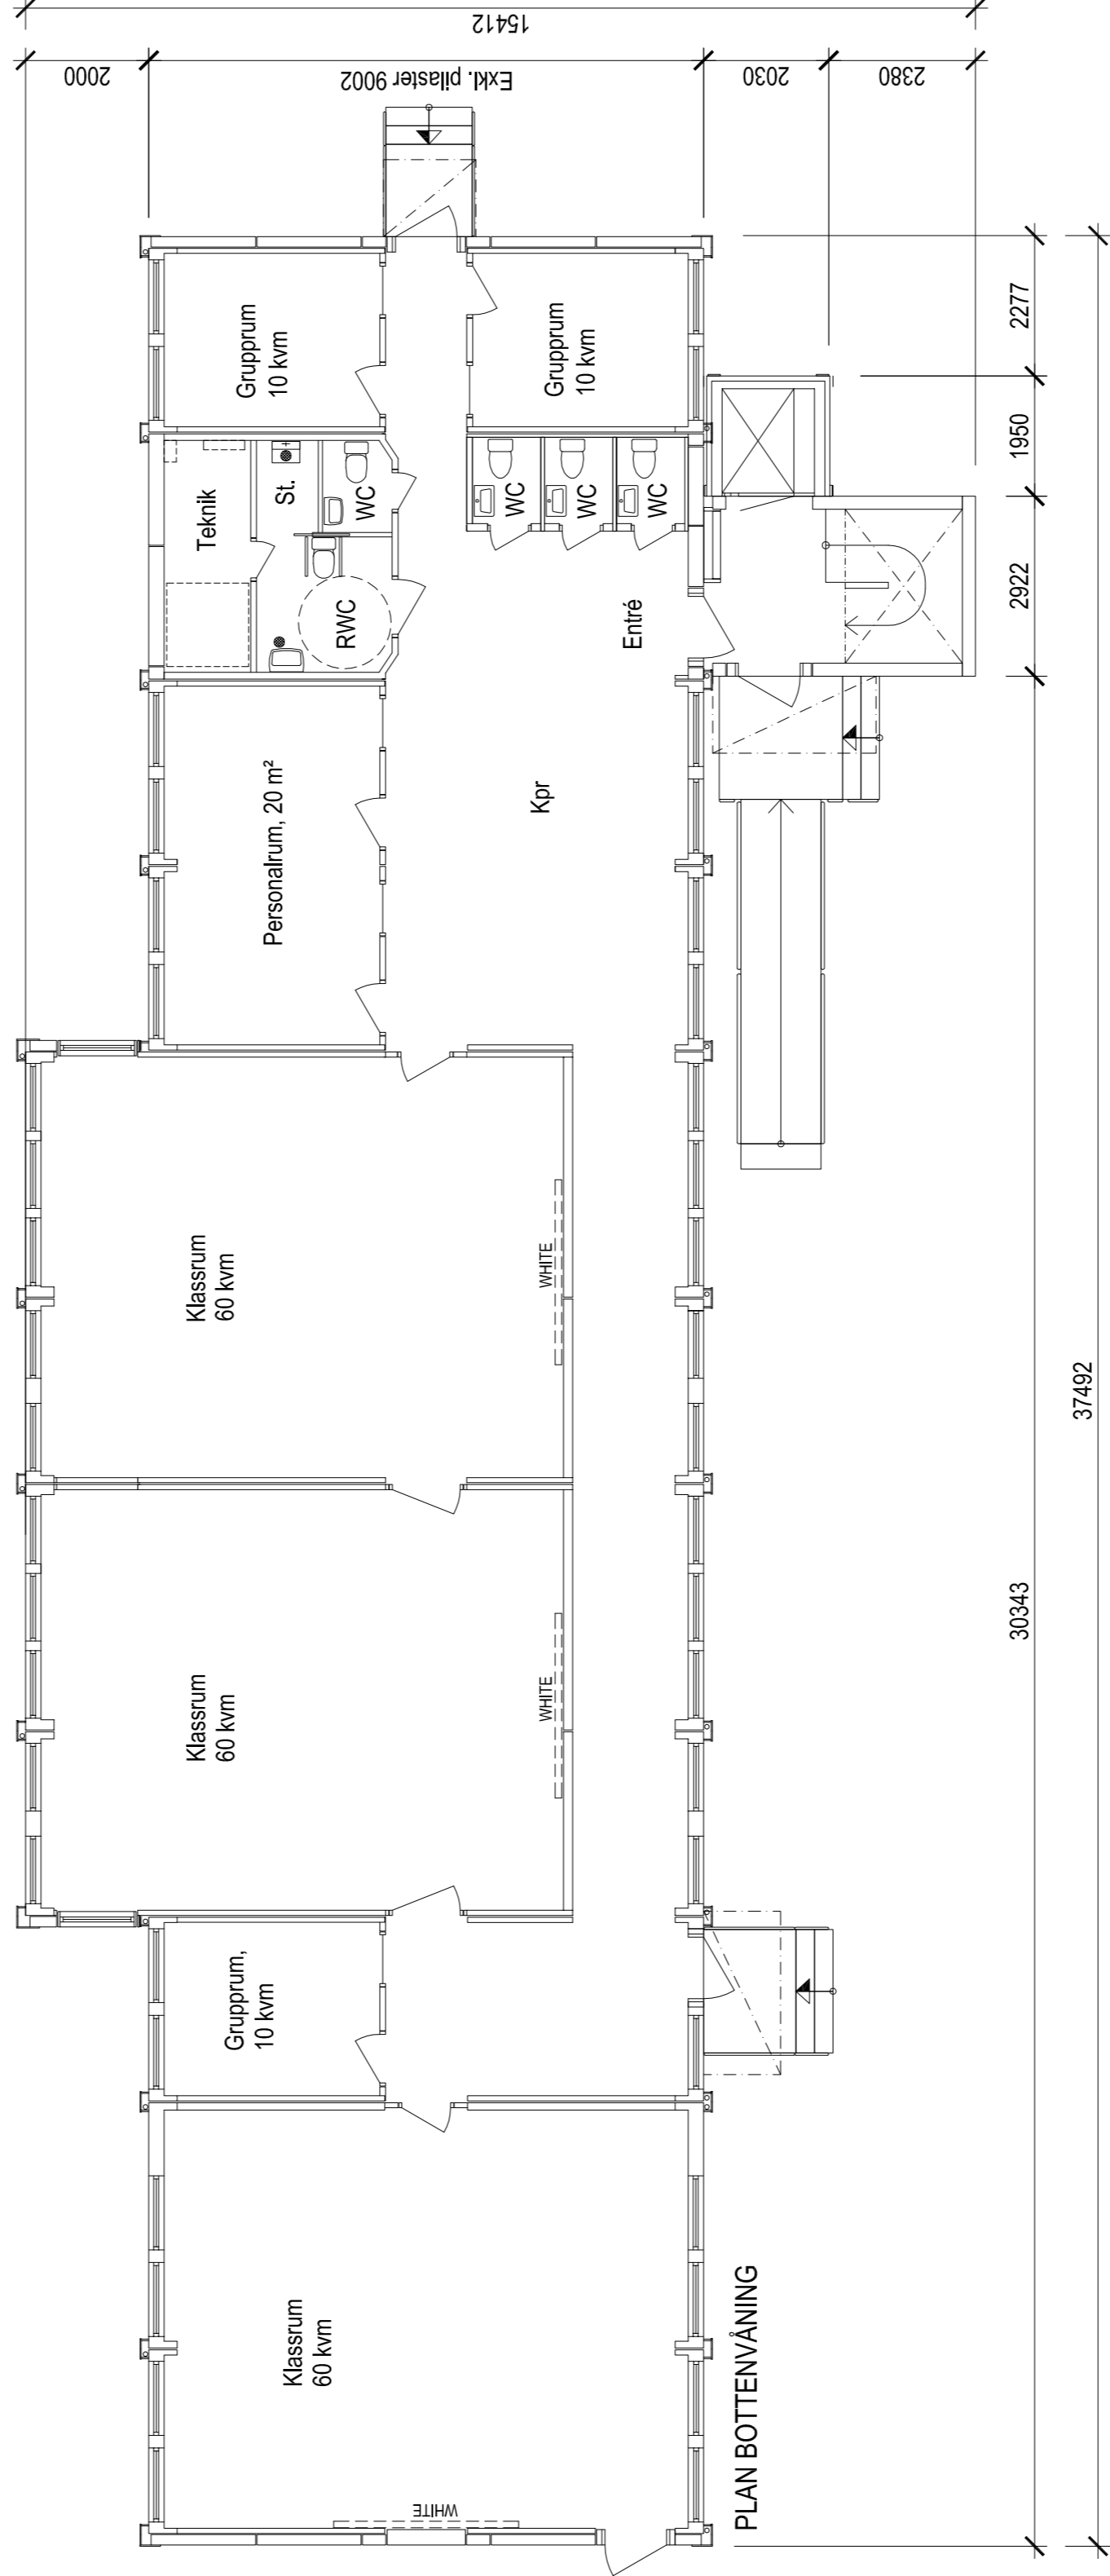 15412
2000
Exkl. pilaster 9002
2030
2380
Grupprum
10 kvm
Grupprum
10 kvm
Teknik
St.
WC
RWC
WC
WC
WC
Entré
Personalrum, 20 m²
Kpr
Klassrum
60 kvm
WHITE
Klassrum
60 kvm
WHITE
Grupprum,
10 kvm
Klassrum
60 kvm
WHITE
2277
1950
2922
30343
37492
PLAN BOTTENVÅNING